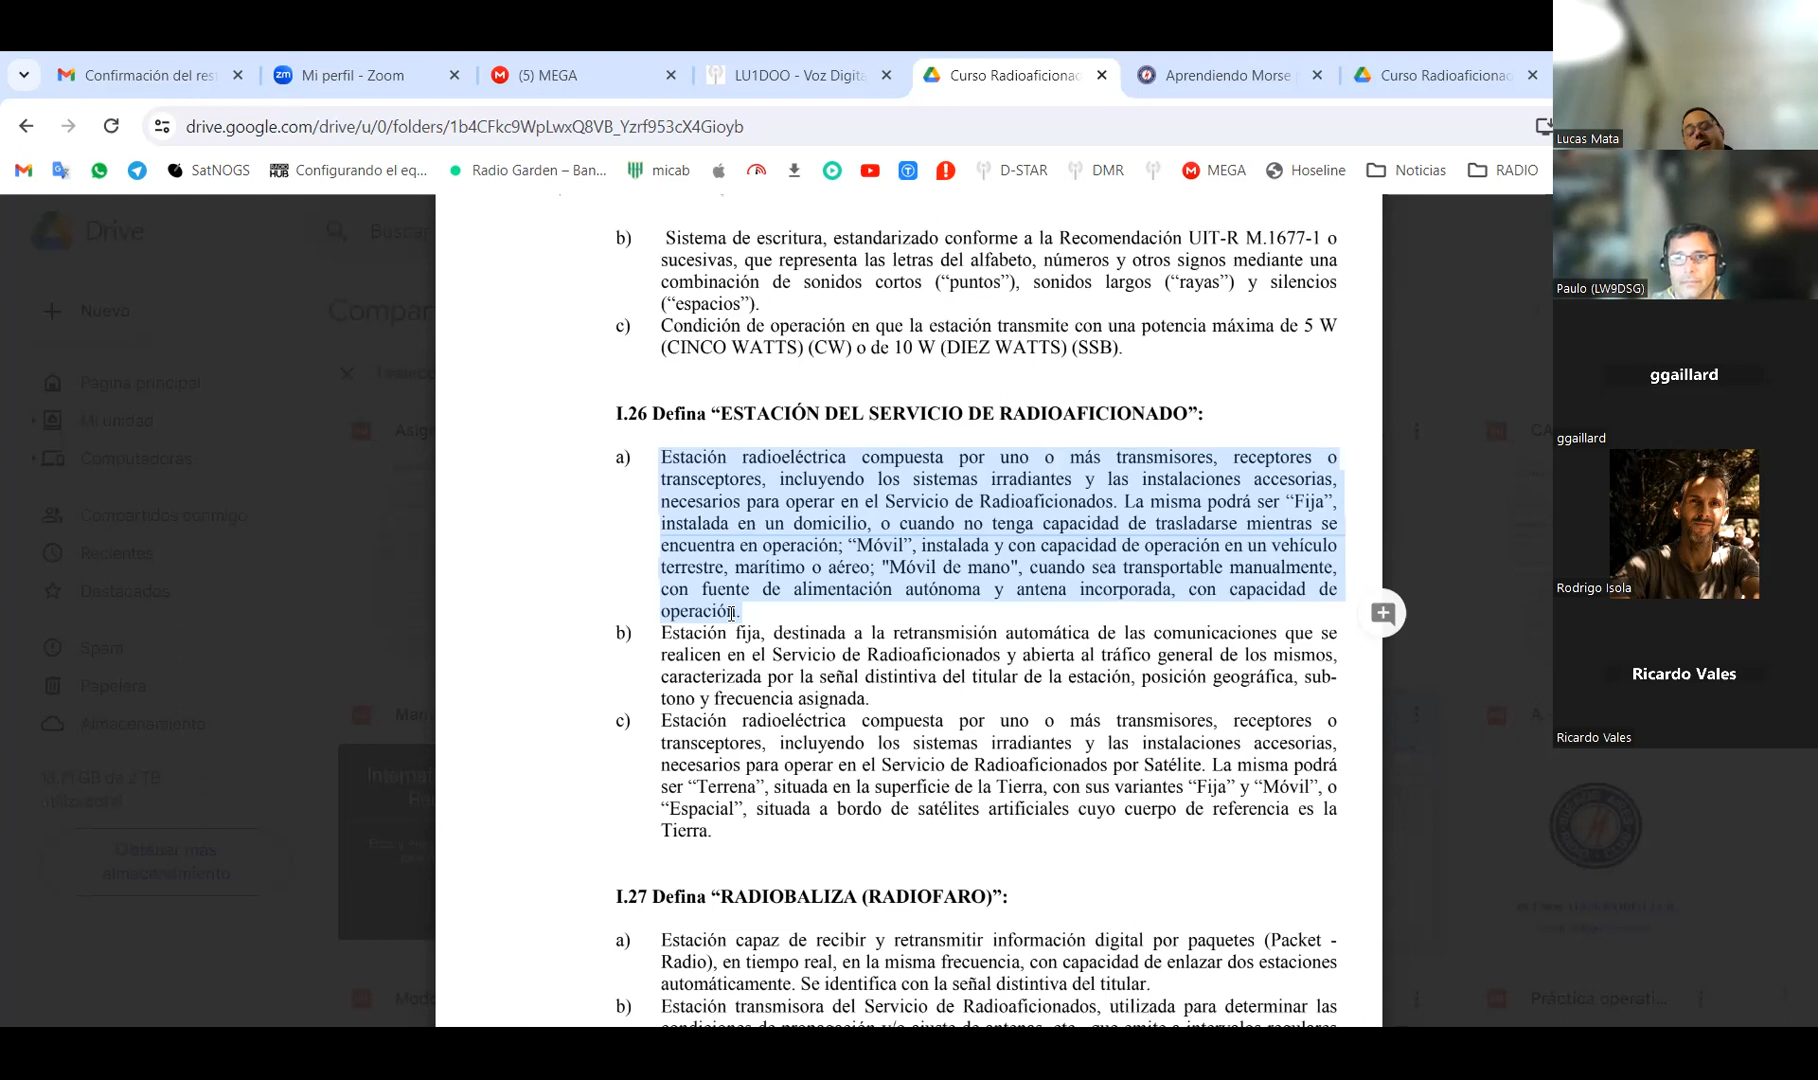 Confirmación del res
Mi perfil - Zoom
(5) MEGA
LU1DOO - Voz Digita
Curso Radioaficionad
Aprendiendo Morse
Curso Radioaficionac
drive.google.com/drive/u/0/folders/1b4CFkc9WpLwxQ8VB_Yzrf953cX4Gioyb
SatNOGS
Configurando el eq...
Radio Garden – Ban...
micab
D-STAR
DMR
MEGA
Hoseline
Noticias
RADIO
Drive
Buscar
Nuevo
Compar
Página principal
Mi unidad
Computadoras
Compartidos conmigo
Recientes
Destacados
Spam
Papelera
Almacenamiento
Obtener más
almacenamiento
b) Sistema de escritura, estandarizado conforme a la Recomendación UIT-R M.1677-1 o
sucesivas, que representa las letras del alfabeto, números y otros signos mediante una
combinación de sonidos cortos (“puntos”), sonidos largos (“rayas”) y silencios
(“espacios”).
c) Condición de operación en que la estación transmite con una potencia máxima de 5 W
(CINCO WATTS) (CW) o de 10 W (DIEZ WATTS) (SSB).
I.26 Defina “ESTACIÓN DEL SERVICIO DE RADIOAFICIONADO”:
a) Estación radioeléctrica compuesta por uno o más transmisores, receptores o
transceptores, incluyendo los sistemas irradiantes y las instalaciones accesorias,
necesarios para operar en el Servicio de Radioaficionados. La misma podrá ser “Fija”,
instalada en un domicilio, o cuando no tenga capacidad de trasladarse mientras se
encuentra en operación; “Móvil”, instalada y con capacidad de operación en un vehículo
terrestre, marítimo o aéreo; "Móvil de mano", cuando sea transportable manualmente,
con fuente de alimentación autónoma y antena incorporada, con capacidad de
operación.
b) Estación fija, destinada a la retransmisión automática de las comunicaciones que se
realicen en el Servicio de Radioaficionados y abierta al tráfico general de los mismos,
caracterizada por la señal distintiva del titular de la estación, posición geográfica, sub-
tono y frecuencia asignada.
c) Estación radioeléctrica compuesta por uno o más transmisores, receptores o
transceptores, incluyendo los sistemas irradiantes y las instalaciones accesorias,
necesarios para operar en el Servicio de Radioaficionados por Satélite. La misma podrá
ser “Terrena”, situada en la superficie de la Tierra, con sus variantes “Fija” y “Móvil”, o
“Espacial”, situada a bordo de satélites artificiales cuyo cuerpo de referencia es la
Tierra.
I.27 Defina “RADIOBALIZA (RADIOFARO)”:
a) Estación capaz de recibir y retransmitir información digital por paquetes (Packet -
Radio), en tiempo real, en la misma frecuencia, con capacidad de enlazar dos estaciones
automáticamente. Se identifica con la señal distintiva del titular.
b) Estación transmisora del Servicio de Radioaficionados, utilizada para determinar las
Práctica operati...
Lucas Mata
Paulo (LW9DSG)
ggaillard
ggaillard
Rodrigo Isola
Ricardo Vales
Ricardo Vales